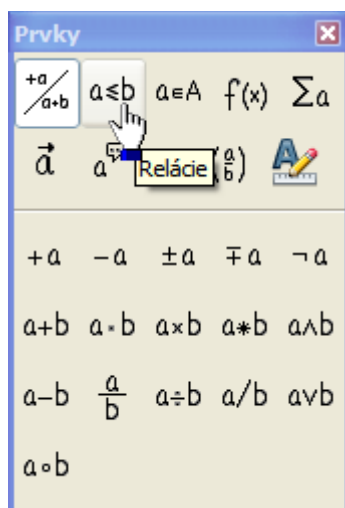 Prvky
+a/a+b a≤b a∈A f(x) Σa
a⃗ a Relácie (a/b)
+a −a ±a ∓a ¬a
a+b a·b a×b a∗b a∧b
a−b a/b a÷b a/b a∨b
a∘b